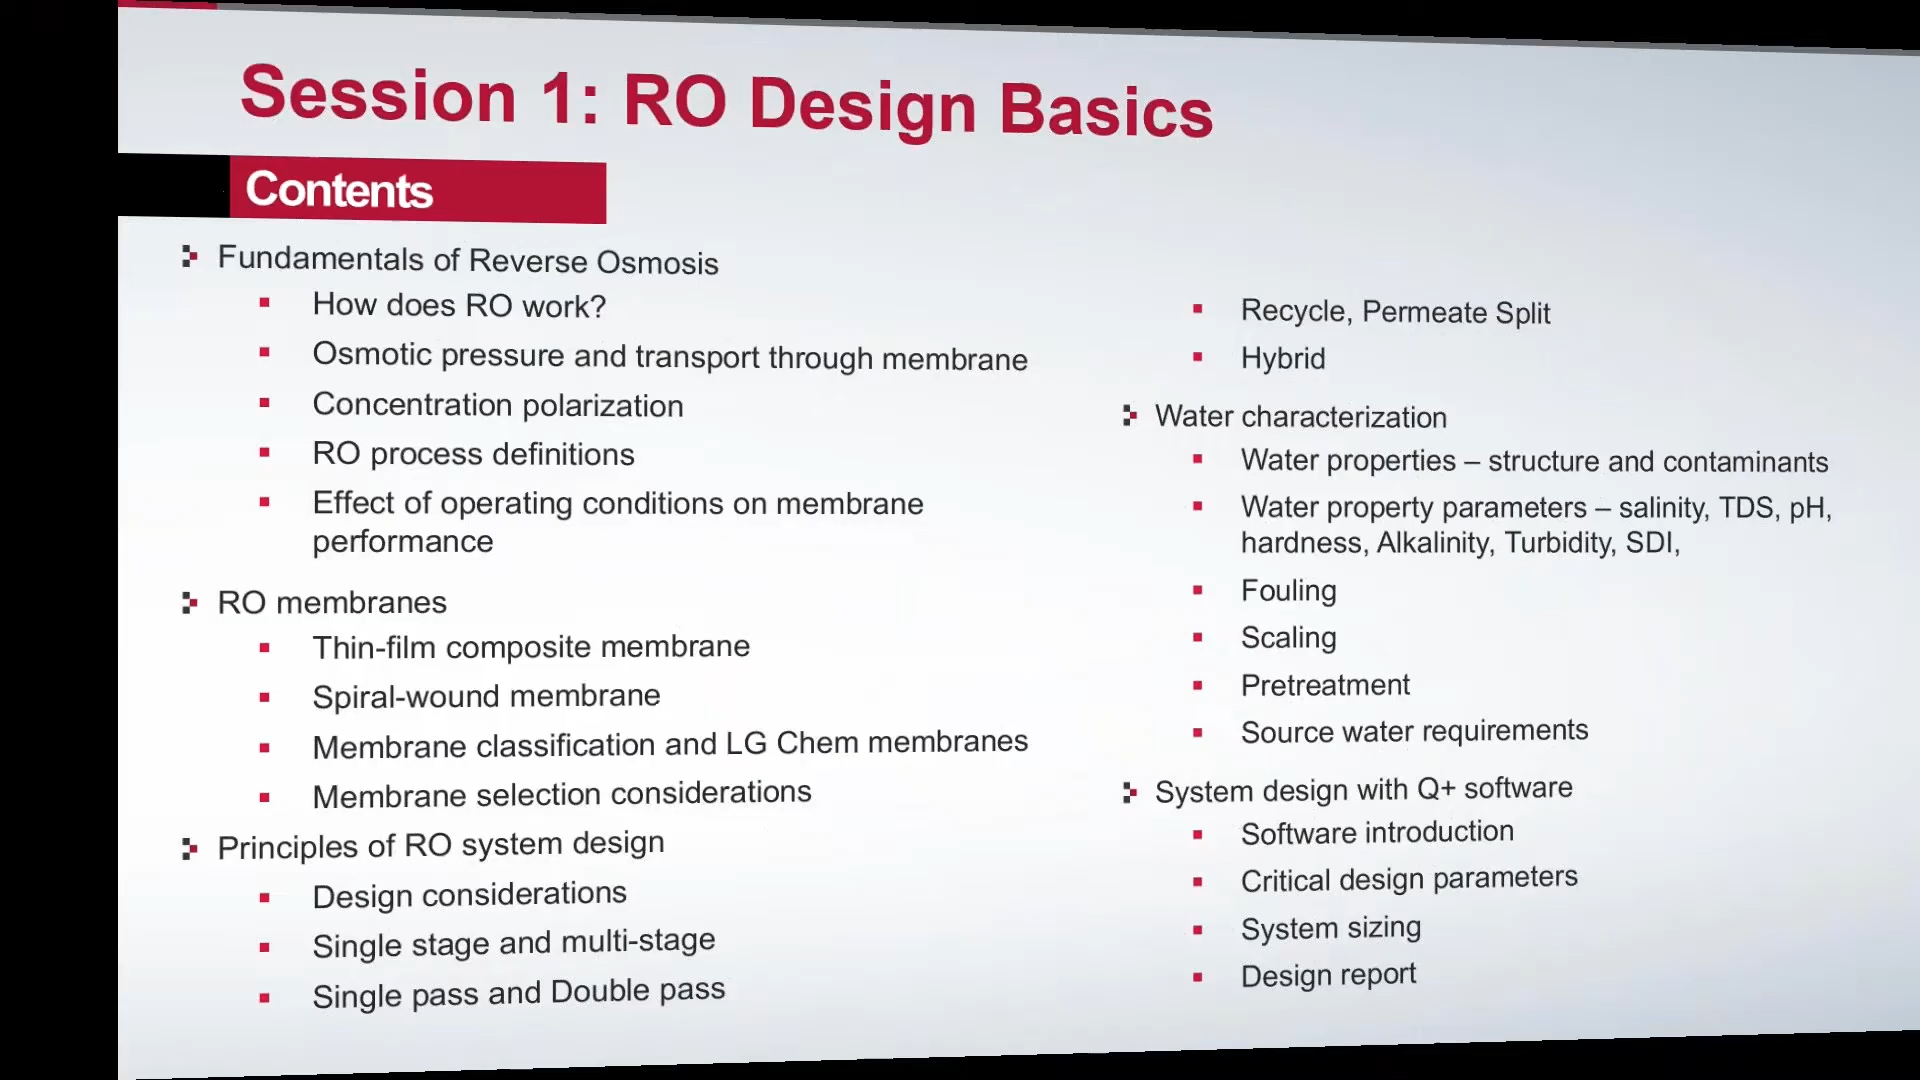 Session 1: RO Design Basics
Contents
Fundamentals of Reverse Osmosis
How does RO work?
Osmotic pressure and transport through membrane
Concentration polarization
RO process definitions
Effect of operating conditions on membrane
performance
RO membranes
Thin-film composite membrane
Spiral-wound membrane
Membrane classification and LG Chem membranes
Membrane selection considerations
Principles of RO system design
Design considerations
Single stage and multi-stage
Single pass and Double pass
Recycle, Permeate Split
Hybrid
Water characterization
Water properties – structure and contaminants
Water property parameters – salinity, TDS, pH,
hardness, Alkalinity, Turbidity, SDI,
Fouling
Scaling
Pretreatment
Source water requirements
System design with Q+ software
Software introduction
Critical design parameters
System sizing
Design report